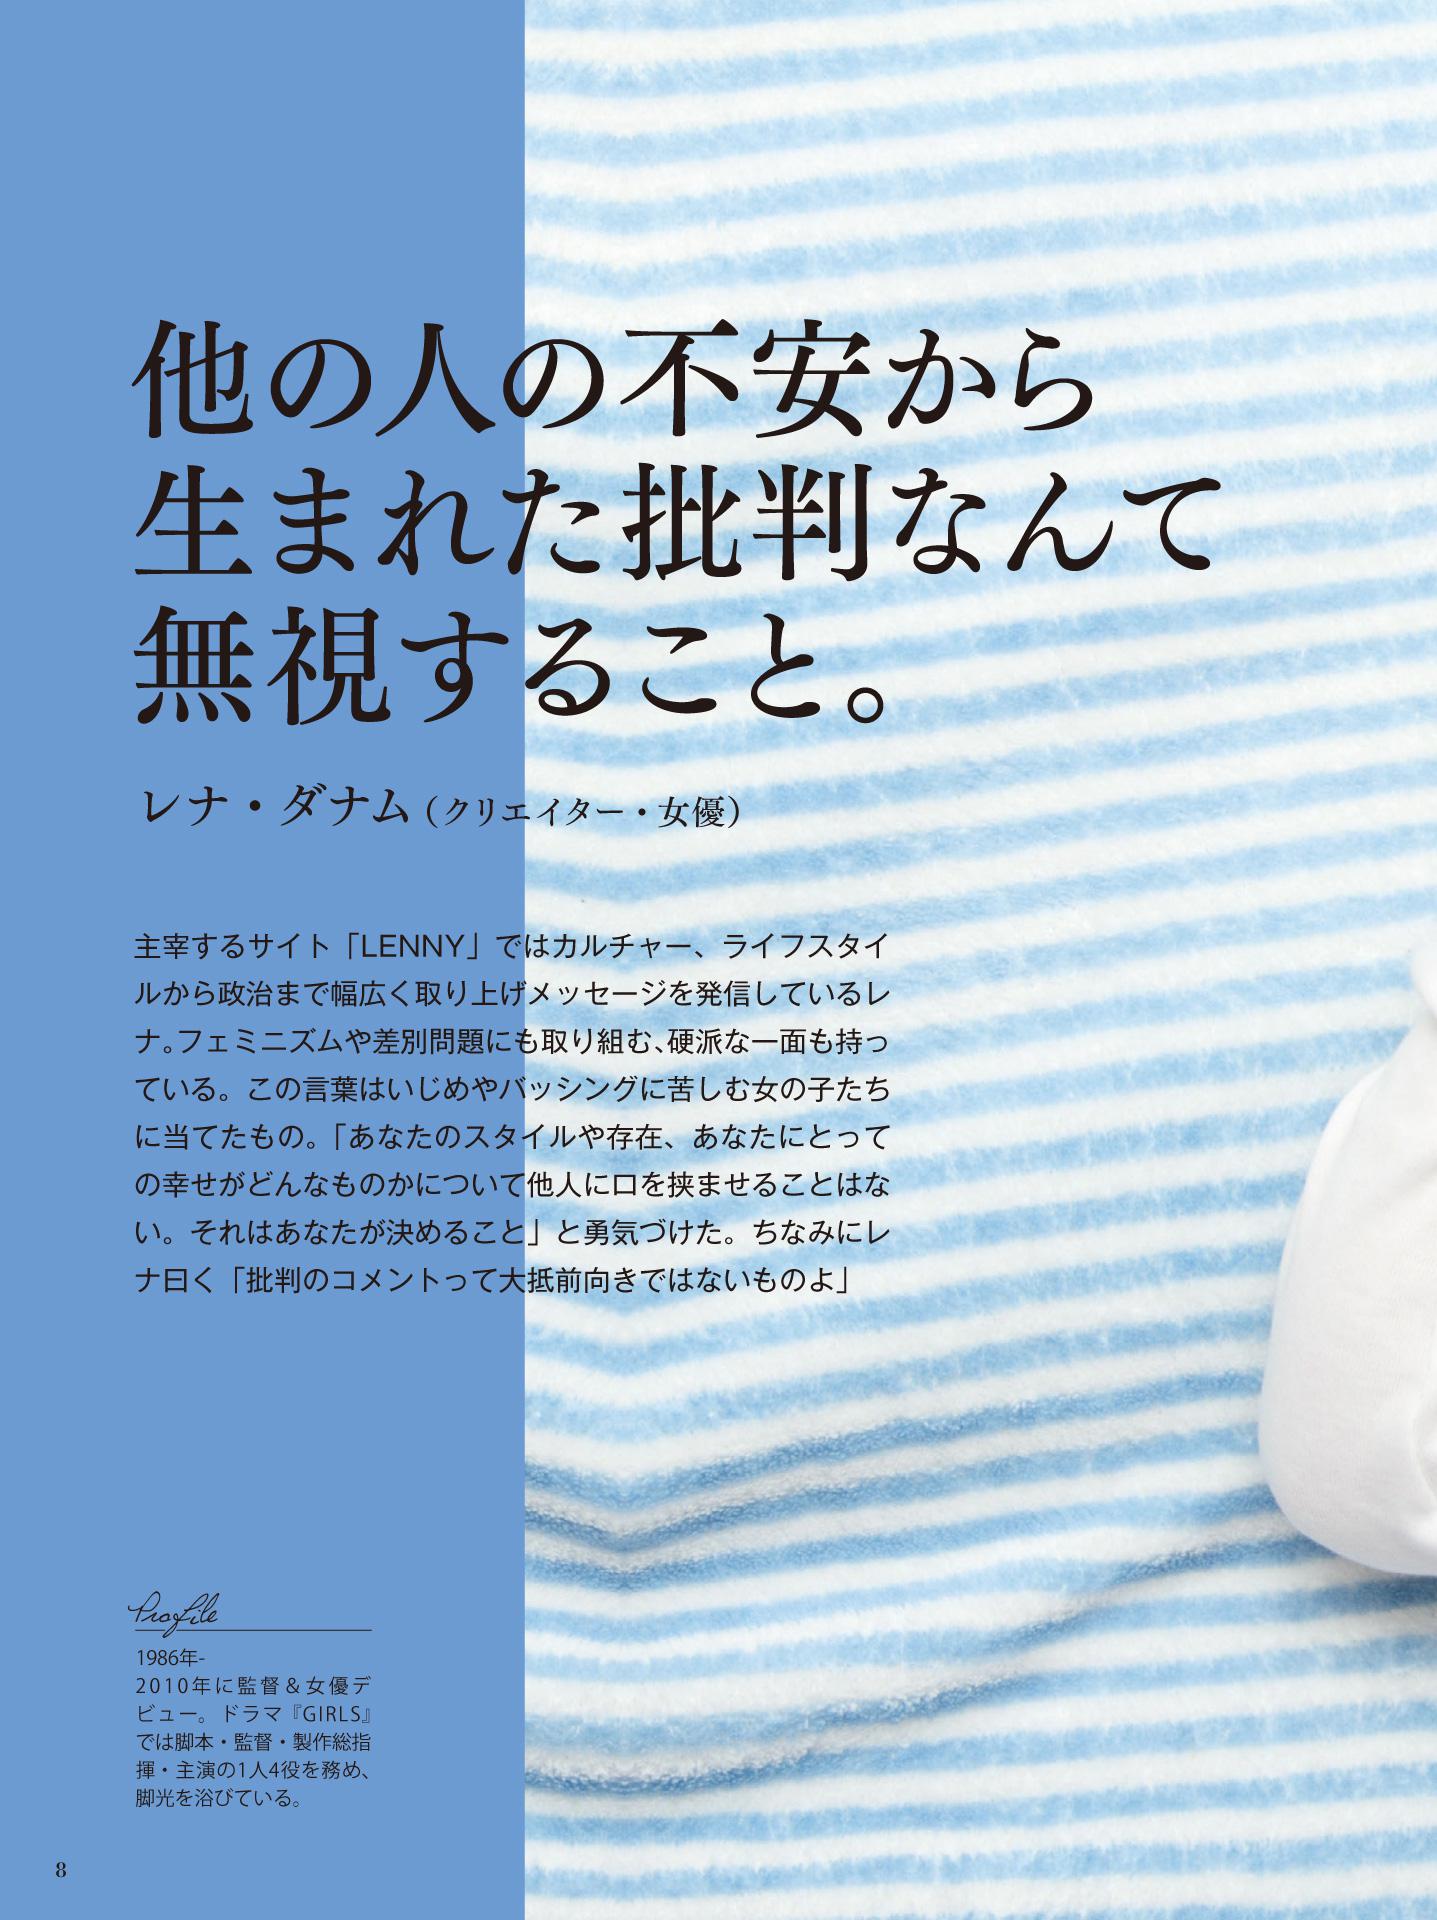 他の人の不安から
生まれた批判なんて
無視すること。
レナ・ダナム（クリエイター・女優）
主宰するサイト「LENNY」ではカルチャー、ライフスタイ
ルから政治まで幅広く取り上げメッセージを発信しているレ
ナ。フェミニズムや差別問題にも取り組む、硬派な一面も持っ
ている。この言葉はいじめやバッシングに苦しむ女の子たち
に当てたもの。「あなたのスタイルや存在、あなたにとって
の幸せがどんなものかについて他人に口を挟ませることはな
い。それはあなたが決めること」と勇気づけた。ちなみにレ
ナ曰く「批判のコメントって大抵前向きではないものよ」
Profile
1986年-
2010年に監督＆女優デ
ビュー。ドラマ『GIRLS』
では脚本・監督・製作総指
揮・主演の1人4役を務め、
脚光を浴びている。
8